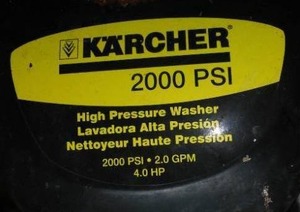 KÄRCHER
2000 PSI
High Pressure Washer
Lavadora Alta Presión
Nettoyeur Haute Pression
2000 PSI • 2.0 GPM
4.0 HP